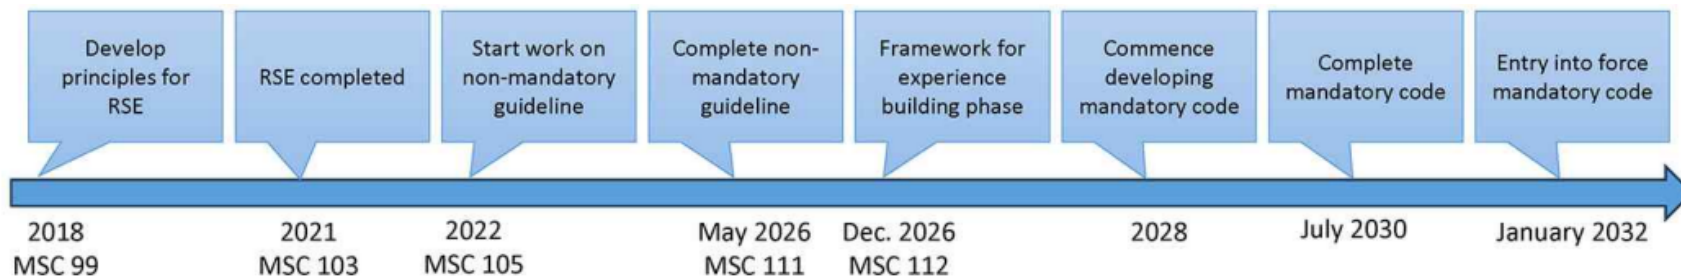 Develop
principles for
RSE
RSE completed
Start work on
non-mandatory
guideline
Complete non-
mandatory
guideline
Framework for
experience
building phase
Commence
developing
mandatory code
Complete
mandatory code
Entry into force
mandatory code
2018
MSC 99
2021
MSC 103
2022
MSC 105
May 2026
MSC 111
Dec. 2026
MSC 112
2028
July 2030
January 2032